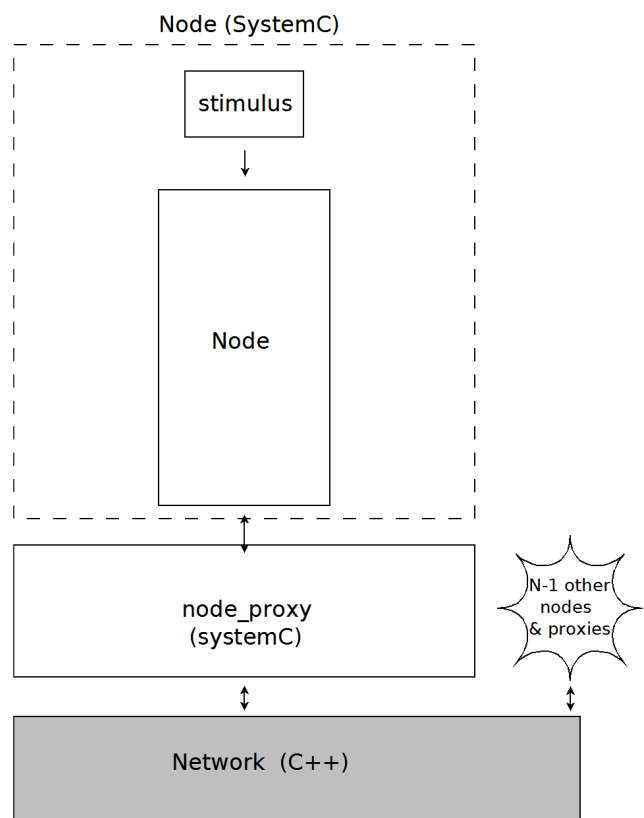 Node (SystemC)
stimulus
Node
node_proxy
(systemC)
N-1 other
nodes
& proxies
Network (C++)